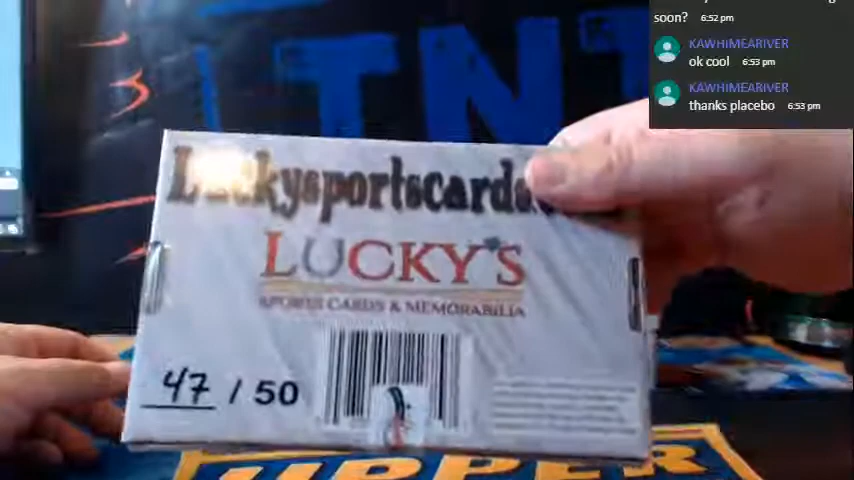 soon? 6:52 pm
KAWHIMEARIVER
ok cool 6:53 pm
KAWHIMEARIVER
thanks placebo 6:53 pm
TNT
Luckysportscards
LUCKY'S
SPORTS CARDS & MEMORABILIA
47 / 50
UPPER